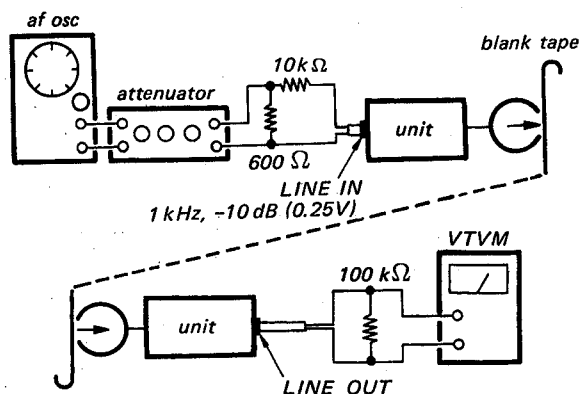 af osc
blank tape
attenuator
10kΩ
unit
600 Ω
LINE IN
1 kHz, -10 dB (0.25V)
VTVM
100 kΩ
unit
LINE OUT